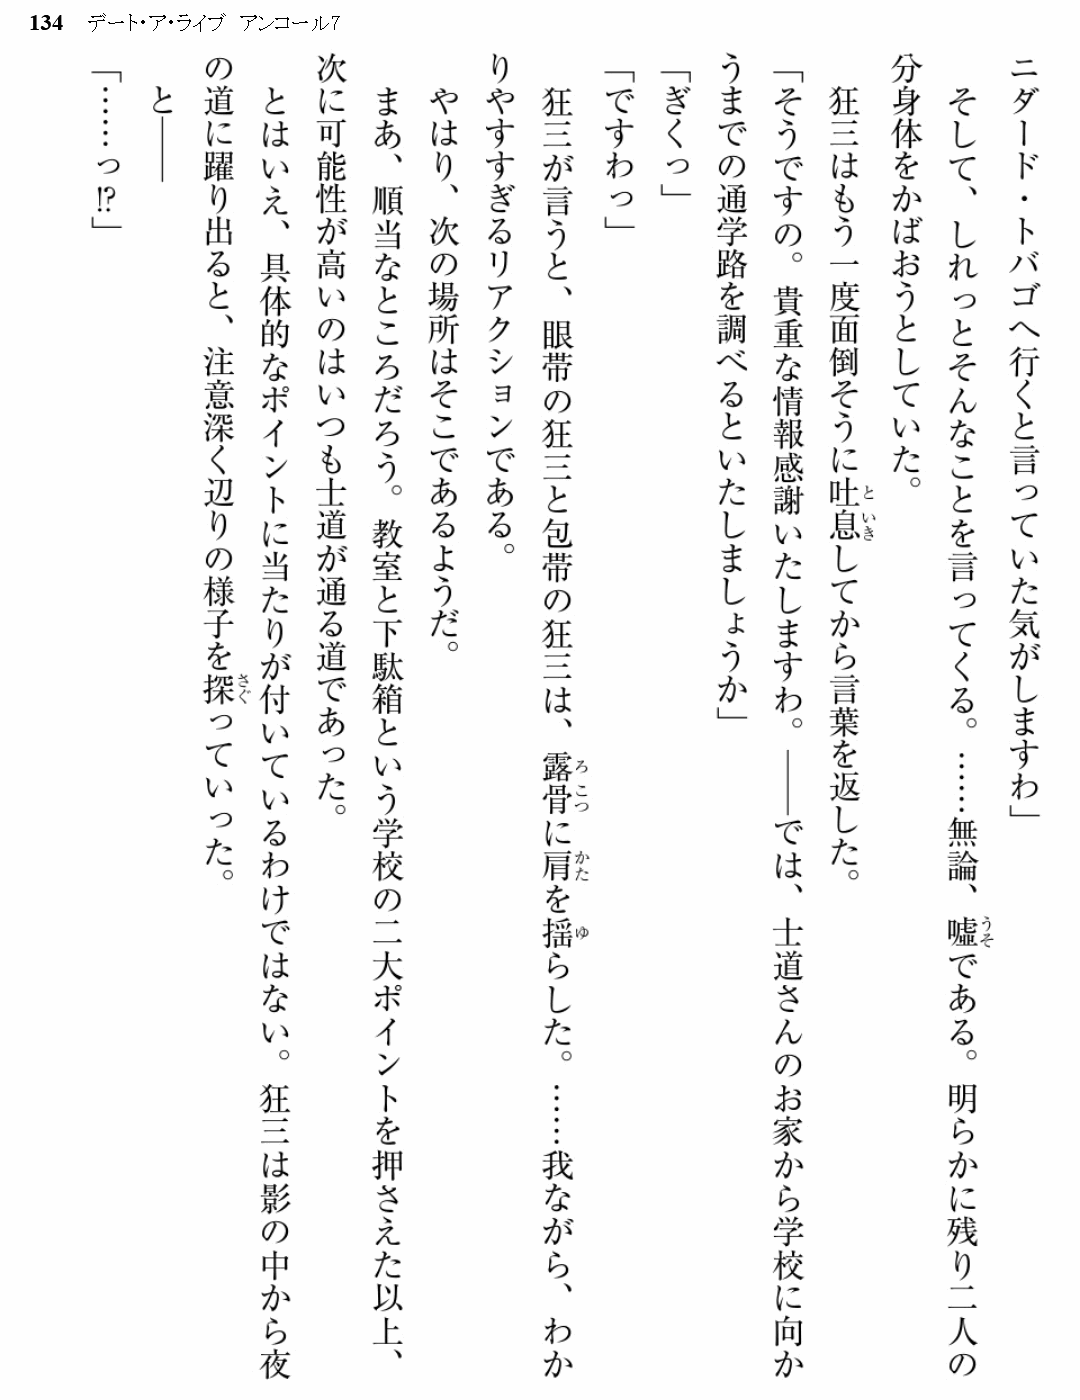 134 デート・ア・ライブ アンコール7
ニダード・トバゴへ行くと言っていた気がしますわ」
そして、しれっとそんなことを言ってくる。……無論、嘘である。明らかに残り二人の
分身体をかばおうとしていた。
狂三はもう一度面倒そうに吐息してから言葉を返した。
「そうですの。貴重な情報感謝いたしますわ。――では、士道さんのお家から学校に向か
うまでの通学路を調べるといたしましょうか」
「ぎくっ」
「ですわっ」
狂三が言うと、眼帯の狂三と包帯の狂三は、露骨に肩を揺らした。……我ながら、わか
りやすすぎるリアクションである。
やはり、次の場所はそこであるようだ。
まあ、順当なところだろう。教室と下駄箱という学校の二大ポイントを押さえた以上、
次に可能性が高いのはいつも士道が通る道であった。
とはいえ、具体的なポイントに当たりが付いているわけではない。狂三は影の中から夜
の道に躍り出ると、注意深く辺りの様子を探っていった。
と――
「……っ!?」